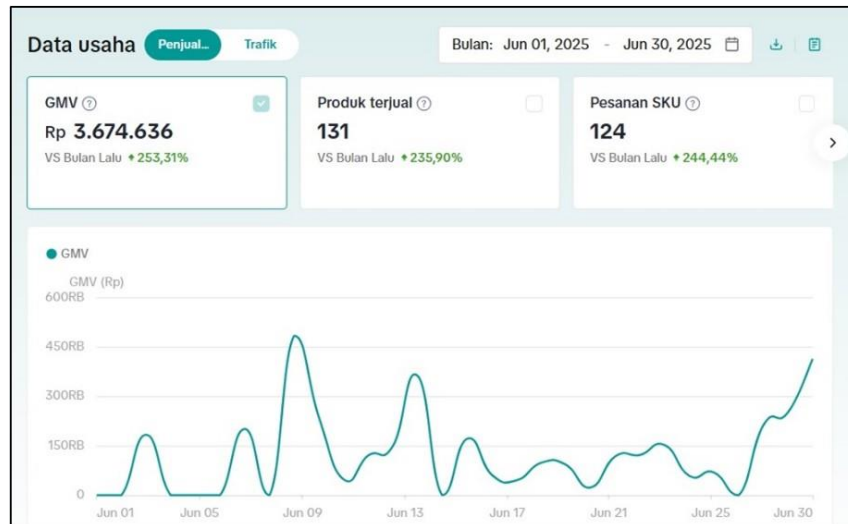 Data usaha Penjual... Trafik Bulan: Jun 01, 2025 - Jun 30, 2025
GMV
Rp 3.674.636
VS Bulan Lalu 253,31%
Produk terjual
131
VS Bulan Lalu 235,90%
Pesanan SKU
124
VS Bulan Lalu 244,44%
GMV
GMV (Rp)
600RB
450RB
300RB
150RB
0
Jun 01 Jun 05 Jun 09 Jun 13 Jun 17 Jun 21 Jun 25 Jun 30